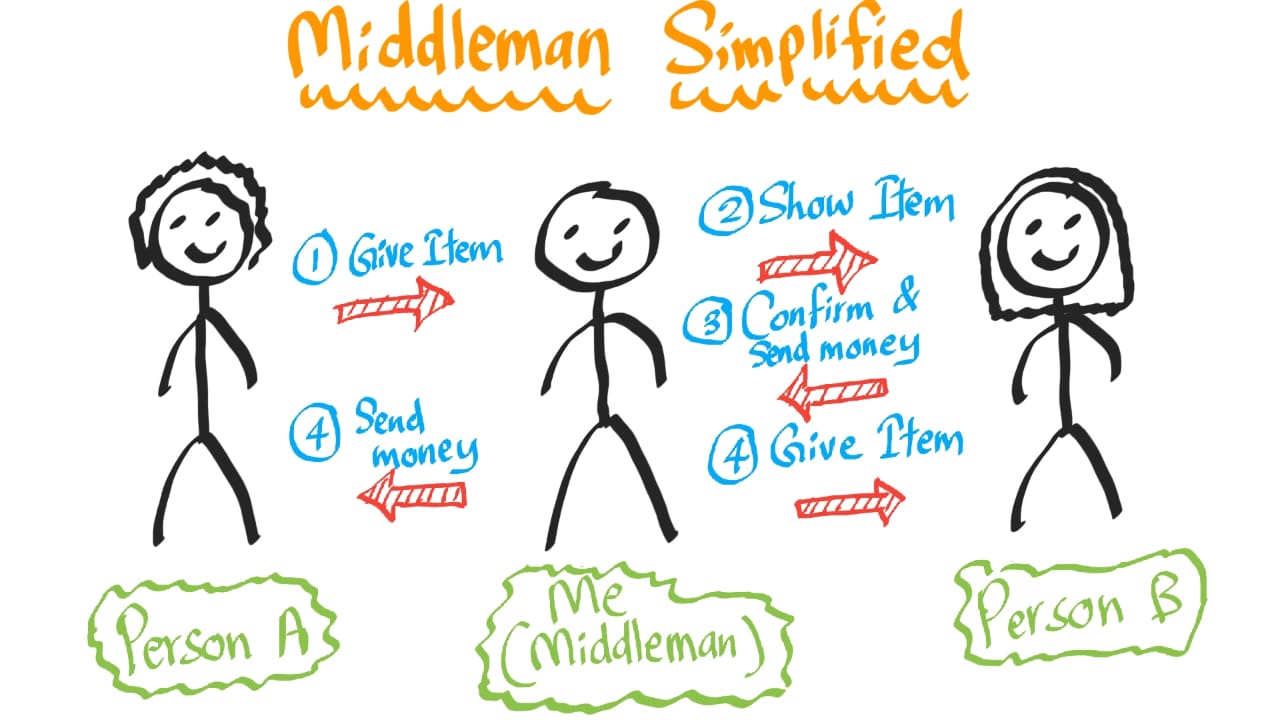 Middleman Simplified
① Give Item
② Show Item
③ Confirm &
Send money
④ Send
money
④ Give Item
Person A
Me
(Middleman)
Person B